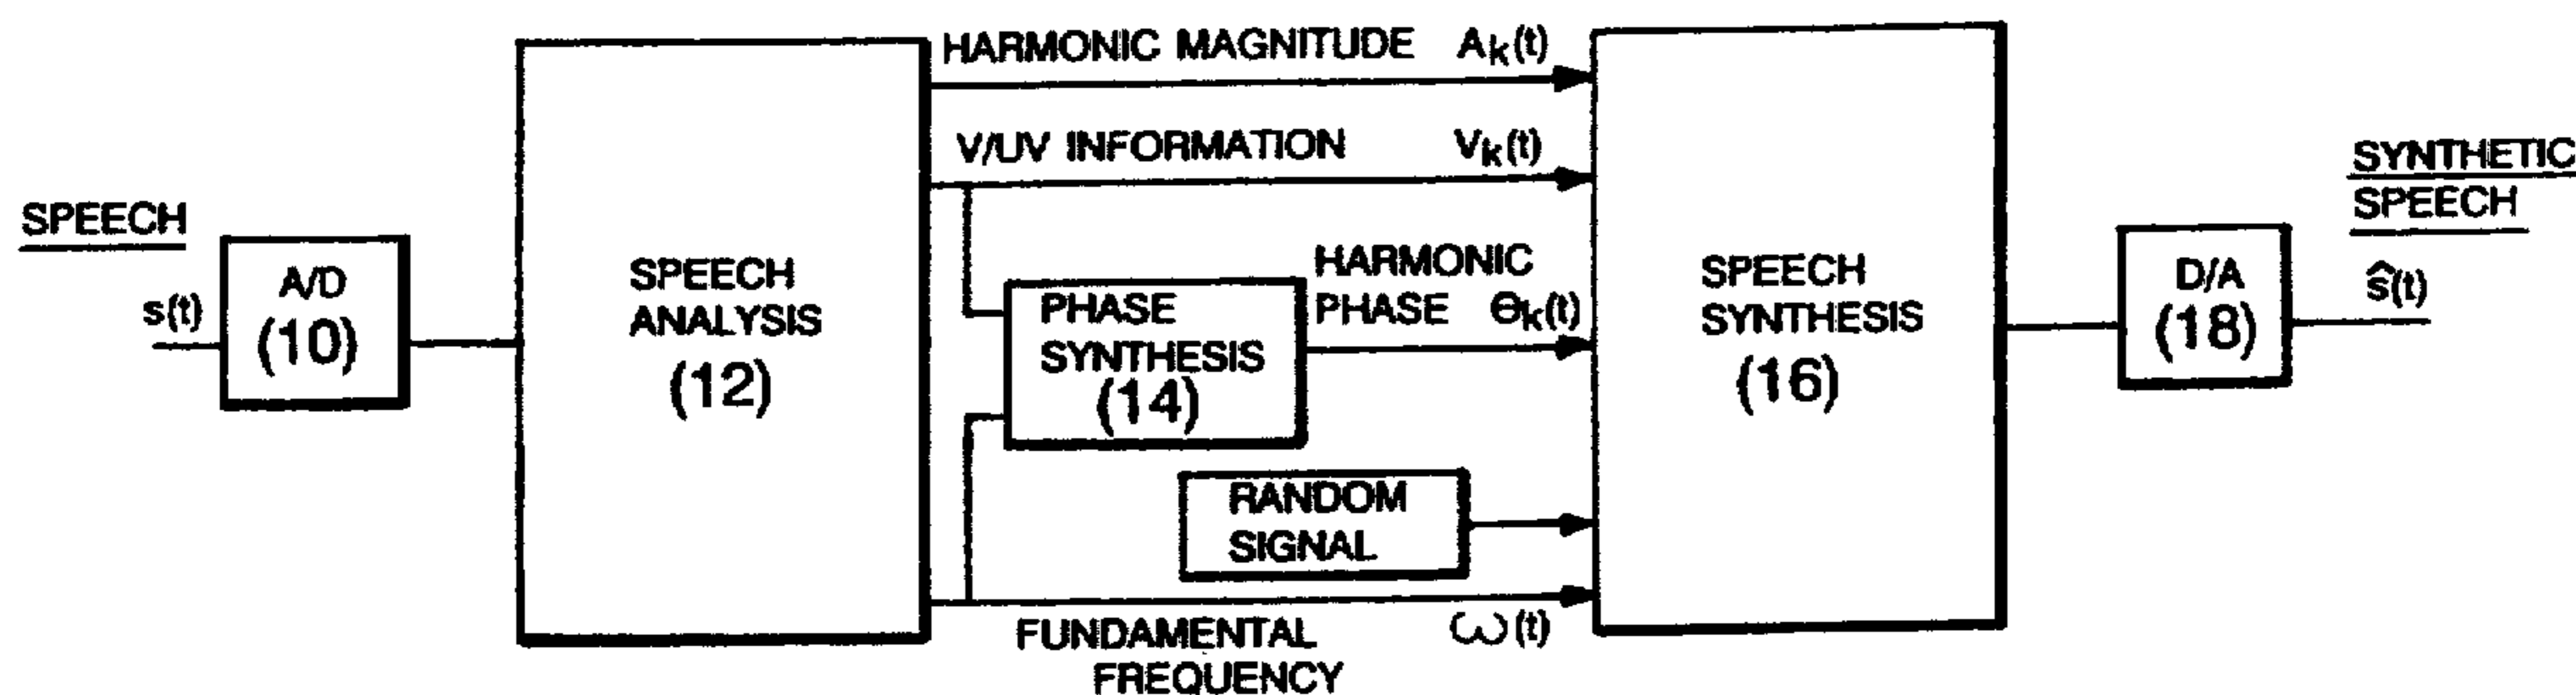 SPEECH
s(t)
A/D
(10)
SPEECH
ANALYSIS
(12)
HARMONIC MAGNITUDE Ak(t)
V/UV INFORMATION Vk(t)
PHASE
SYNTHESIS
(14)
HARMONIC
PHASE Θk(t)
RANDOM
SIGNAL
FUNDAMENTAL
FREQUENCY
ω(t)
SPEECH
SYNTHESIS
(16)
D/A
(18)
SYNTHETIC
SPEECH
ŝ(t)